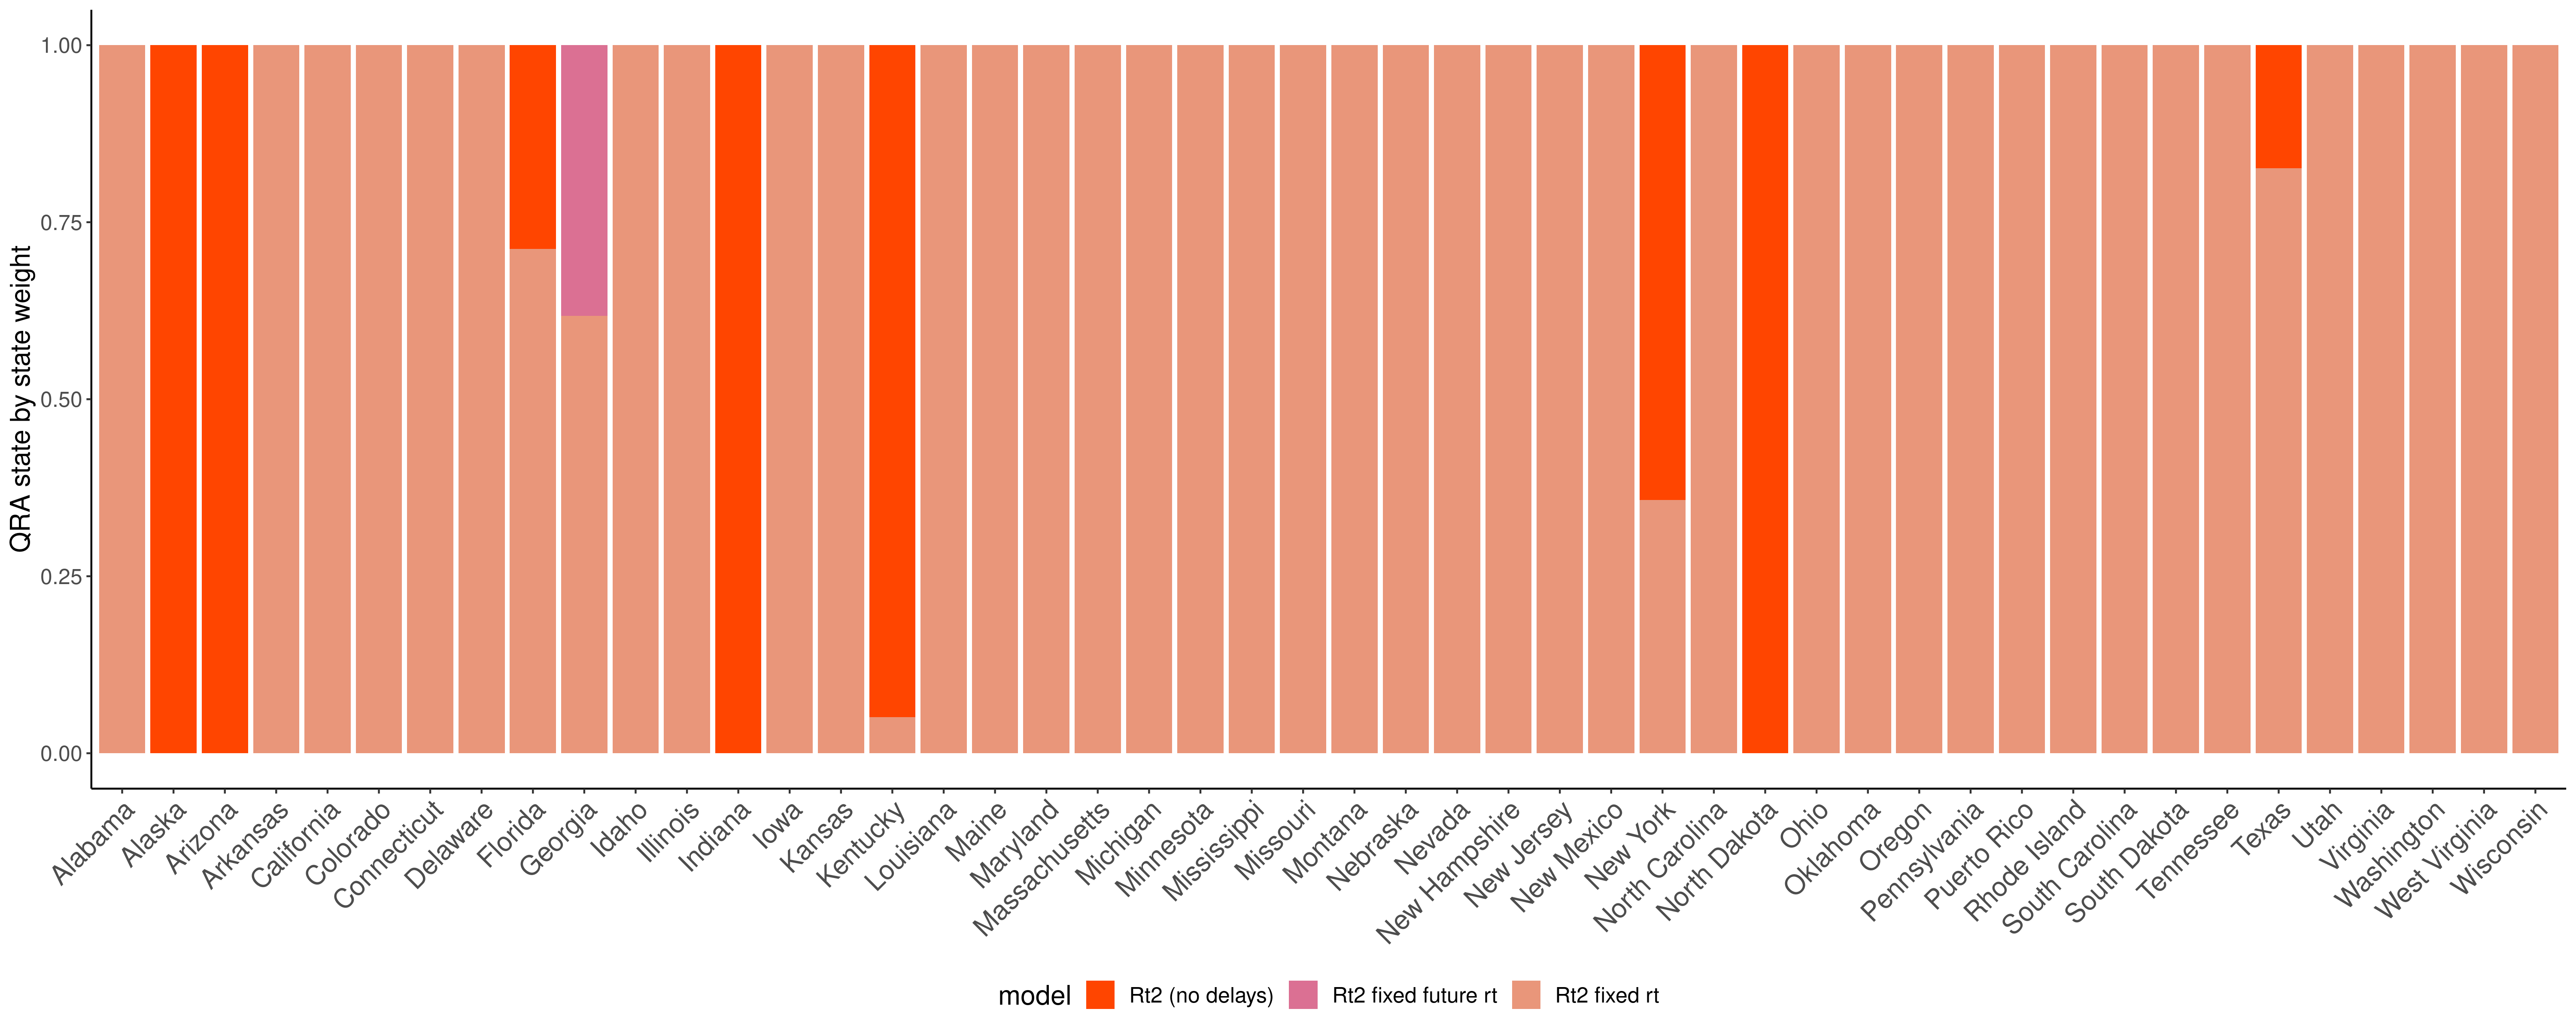 QRA state by state weight
1.00
0.75
0.50
0.25
0.00
Alabama
Alaska
Arizona
Arkansas
California
Colorado
Connecticut
Delaware
Florida
Georgia
Idaho
Illinois
Indiana
Iowa
Kansas
Kentucky
Louisiana
Maine
Maryland
Massachusetts
Michigan
Minnesota
Mississippi
Missouri
Montana
Nebraska
Nevada
New Hampshire
New Jersey
New Mexico
New York
North Carolina
North Dakota
Ohio
Oklahoma
Oregon
Pennsylvania
Puerto Rico
Rhode Island
South Carolina
South Dakota
Tennessee
Texas
Utah
Virginia
Washington
West Virginia
Wisconsin
model Rt2 (no delays) Rt2 fixed future rt Rt2 fixed rt